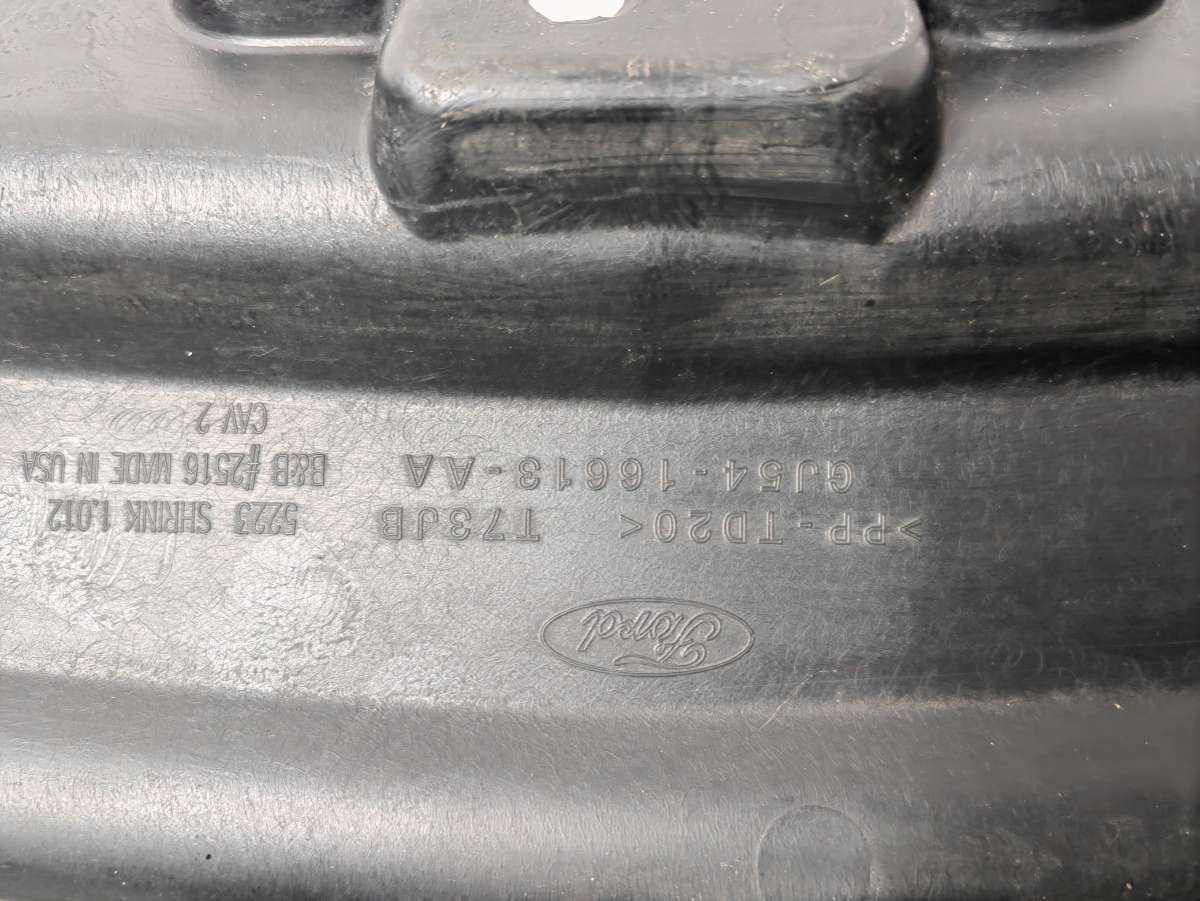 Ford
>PP-TD20< T73JB
GJ54-16613-AA
5223 SHRINK 1.012
B&B #2516 MADE IN USA
CAV 2